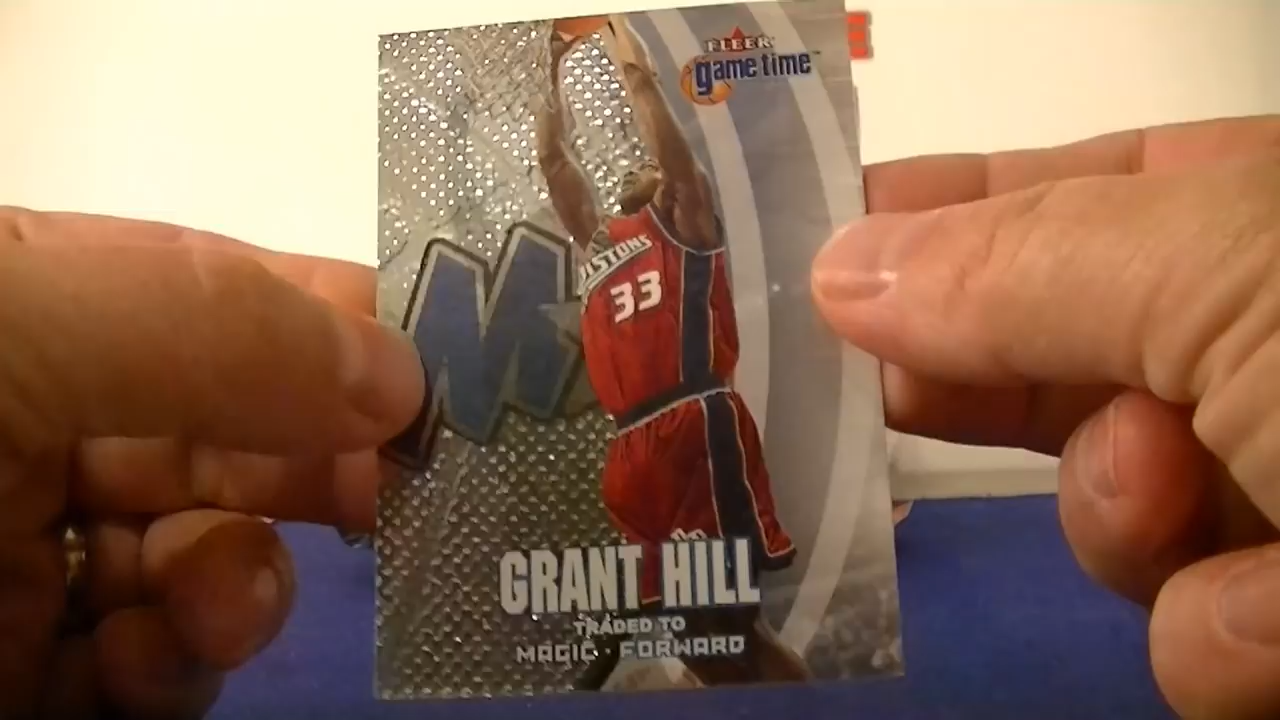 FLEER
game time™
PISTONS
33
GRANT HILL
TRADED TO
MAGIC · FORWARD